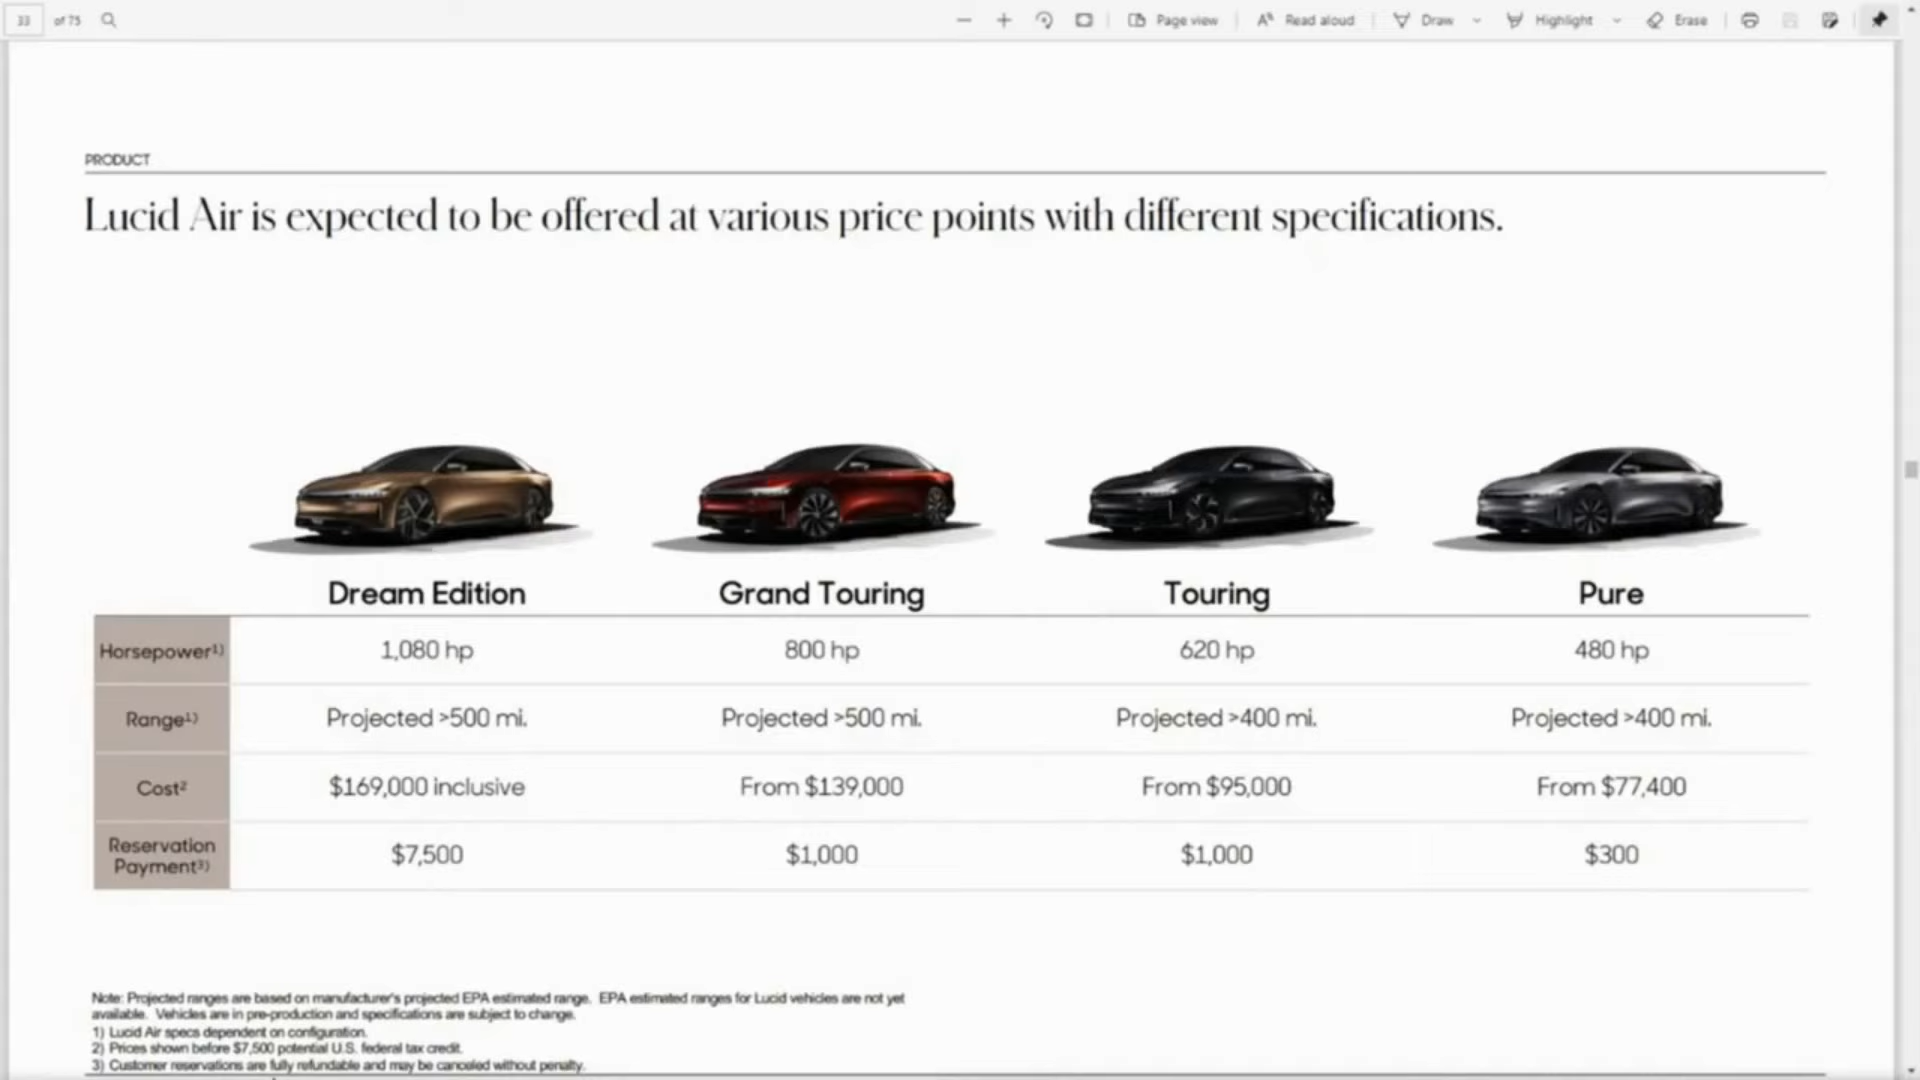 33 of 75 Page view Read aloud Draw Highlight Erase
PRODUCT
Lucid Air is expected to be offered at various price points with different specifications.
Dream Edition Grand Touring Touring Pure
Horsepower1) 1,080 hp 800 hp 620 hp 480 hp
Range1) Projected >500 mi. Projected >500 mi. Projected >400 mi. Projected >400 mi.
Cost2 $169,000 inclusive From $139,000 From $95,000 From $77,400
Reservation
Payment3) $7,500 $1,000 $1,000 $300
Note: Projected ranges are based on manufacturer's projected EPA estimated range. EPA estimated ranges for Lucid vehicles are not yet
available. Vehicles are in pre-production and specifications are subject to change.
1) Lucid Air specs dependent on configuration.
2) Prices shown before $7,500 potential U.S. federal tax credit.
3) Customer reservations are fully refundable and may be canceled without penalty.